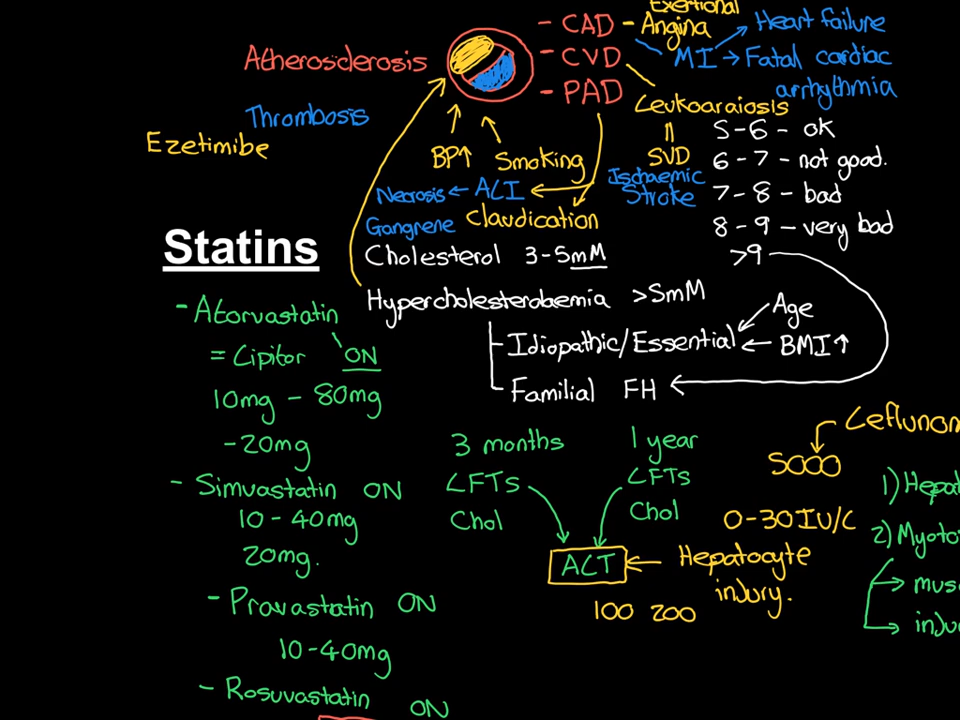 Exertional
- CAD - Angina
Heart failure
Atherosclerosis
- CVD
MI → Fatal cardiac
arrhythmia
- PAD
Leukoaraiosis
Thrombosis
Ezetimibe
BP↑
Smoking
SVD
Ischaemic
Stroke
5-6 - ok
6-7 - not good.
7-8 - bad
8-9 - very bad
>9
Necrosis ← ALI
Gangrene
Claudication
Statins
Cholesterol 3-5mM
Hypercholesterolaemia >5mM
Idiopathic/Essential
Age
BMI↑
Familial FH
- Atorvastatin
= Lipitor ON
10mg - 80mg
-20mg
- Simvastatin ON
10-40mg
20mg.
- Pravastatin ON
10-40mg
- Rosuvastatin ON
3 months
LFTs
Chol
1 year
LFTs
Chol
ALT
Hepatocyte
injury.
100 200
0-30IU/L
5000
Leflunom
1) Hepat
2) Myoto
→ mus
→ inju